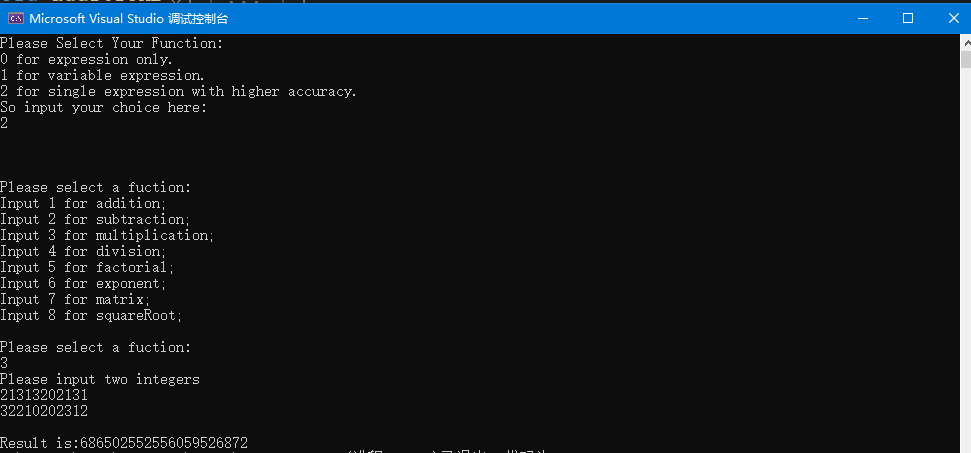 Microsoft Visual Studio 调试控制台
Please Select Your Function:
0 for expression only.
1 for variable expression.
2 for single expression with higher accuracy.
So input your choice here:
2
Please select a fuction:
Input 1 for addition;
Input 2 for subtraction;
Input 3 for multiplication;
Input 4 for division;
Input 5 for factorial;
Input 6 for exponent;
Input 7 for matrix;
Input 8 for squareRoot;
Please select a fuction:
3
Please input two integers
21313202131
32210202312
Result is:686502552556059526872